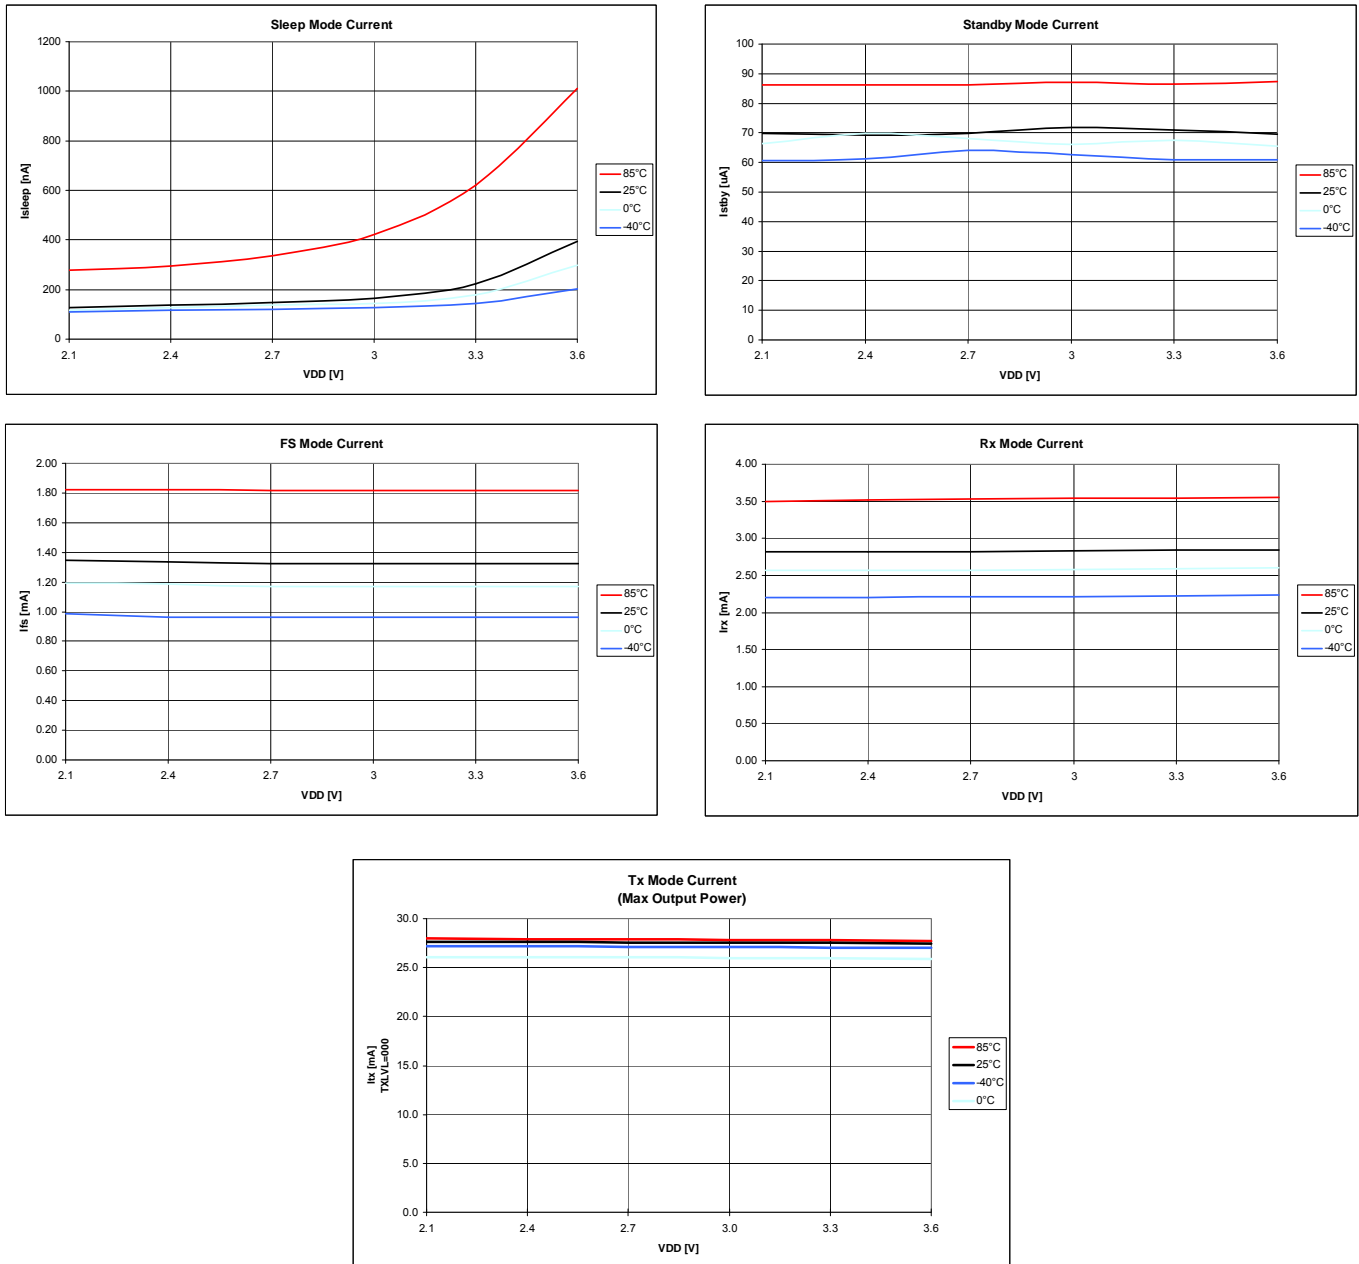 Sleep Mode Current
1200
1000
800
600
400
200
0
Isleep [nA]
2.1 2.4 2.7 3 3.3 3.6
VDD [V]
85°C
25°C
0°C
-40°C
Standby Mode Current
100
90
80
70
60
50
40
30
20
10
0
Istby [uA]
2.1 2.4 2.7 3 3.3 3.6
VDD [V]
85°C
25°C
0°C
-40°C
FS Mode Current
2.00
1.80
1.60
1.40
1.20
1.00
0.80
0.60
0.40
0.20
0.00
Ifs [mA]
2.1 2.4 2.7 3 3.3 3.6
VDD [V]
85°C
25°C
0°C
-40°C
Rx Mode Current
4.00
3.50
3.00
2.50
2.00
1.50
1.00
0.50
0.00
Irx [mA]
2.1 2.4 2.7 3 3.3 3.6
VDD [V]
85°C
25°C
0°C
-40°C
Tx Mode Current
(Max Output Power)
30.0
25.0
20.0
15.0
10.0
5.0
0.0
Itx [mA]
TXLVL=000
2.1 2.4 2.7 3.0 3.3 3.6
VDD [V]
85°C
25°C
-40°C
0°C